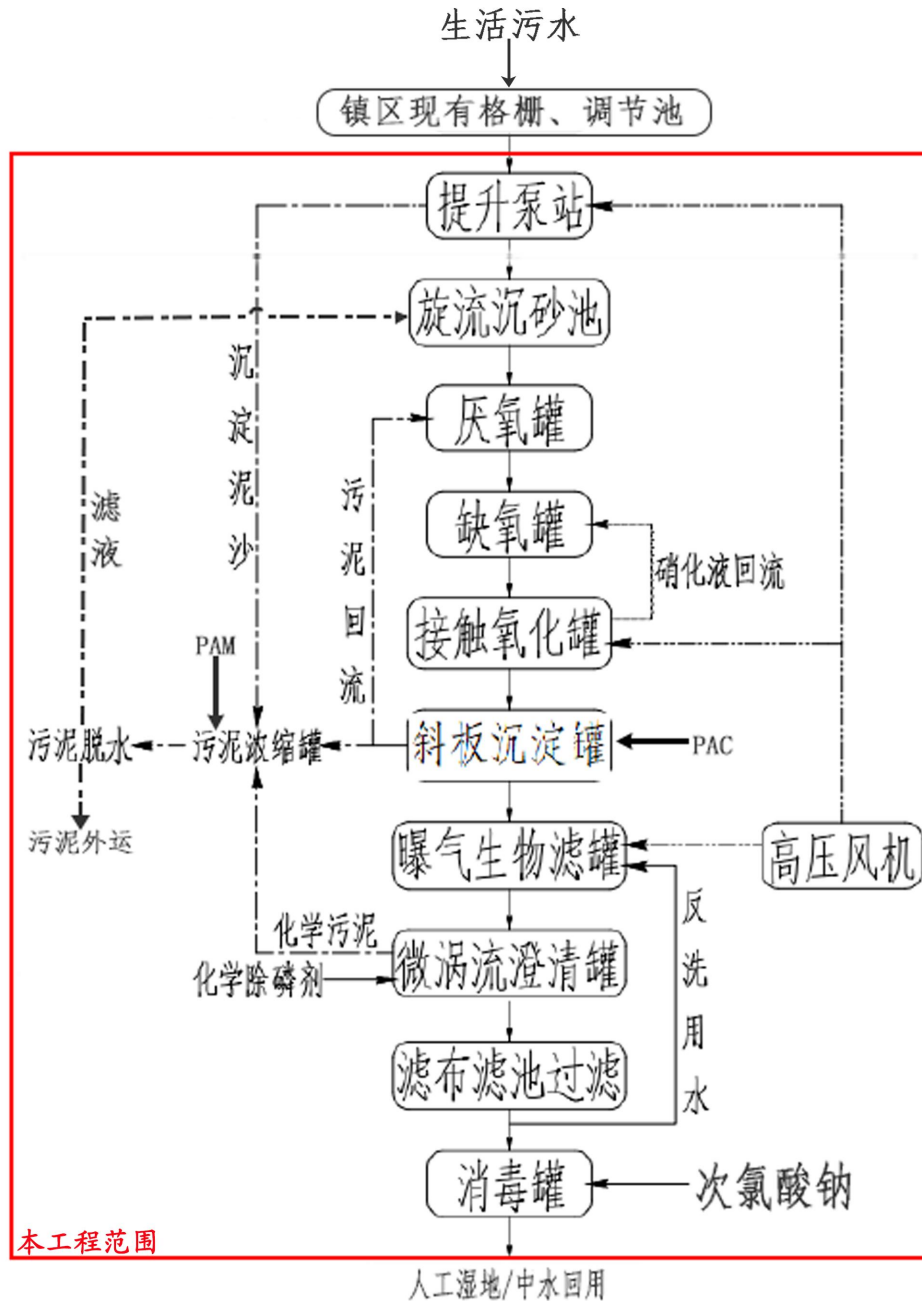 生活污水
镇区现有格栅、调节池
提升泵站
旋流沉砂池
沉淀泥沙
厌氧罐
滤液
污泥回流
缺氧罐
硝化液回流
接触氧化罐
PAM
污泥脱水
污泥浓缩罐
斜板沉淀罐
PAC
污泥外运
曝气生物滤罐
高压风机
反洗用水
化学污泥
化学除磷剂
微涡流澄清罐
滤布滤池过滤
消毒罐
次氯酸钠
本工程范围
人工湿地/中水回用